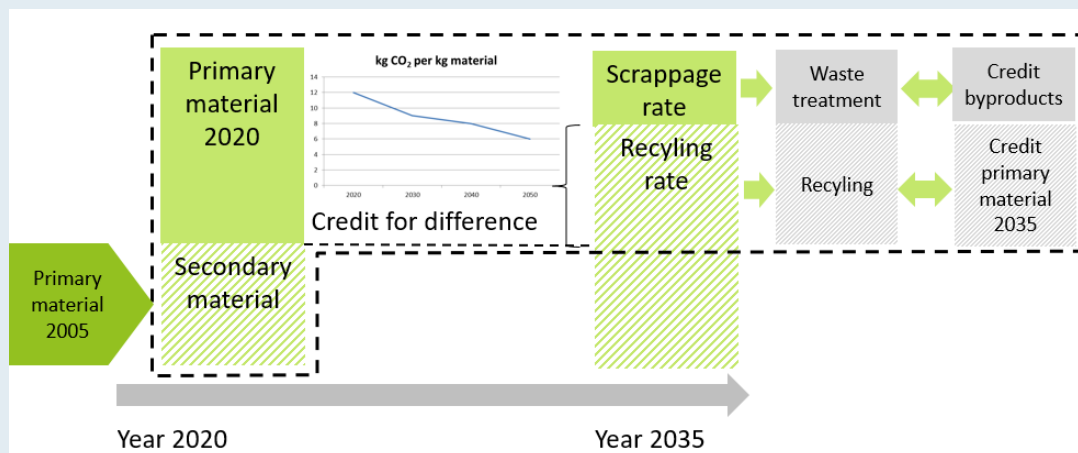 Primary
material
2020
kg CO₂ per kg material
14
12
10
8
6
4
2
0
2020
2030
2040
2050
Credit for difference
Secondary
material
Primary
material
2005
Scrappage
rate
Recyling
rate
Waste
treatment
Credit
byproducts
Recyling
Credit
primary
material
2035
Year 2020
Year 2035